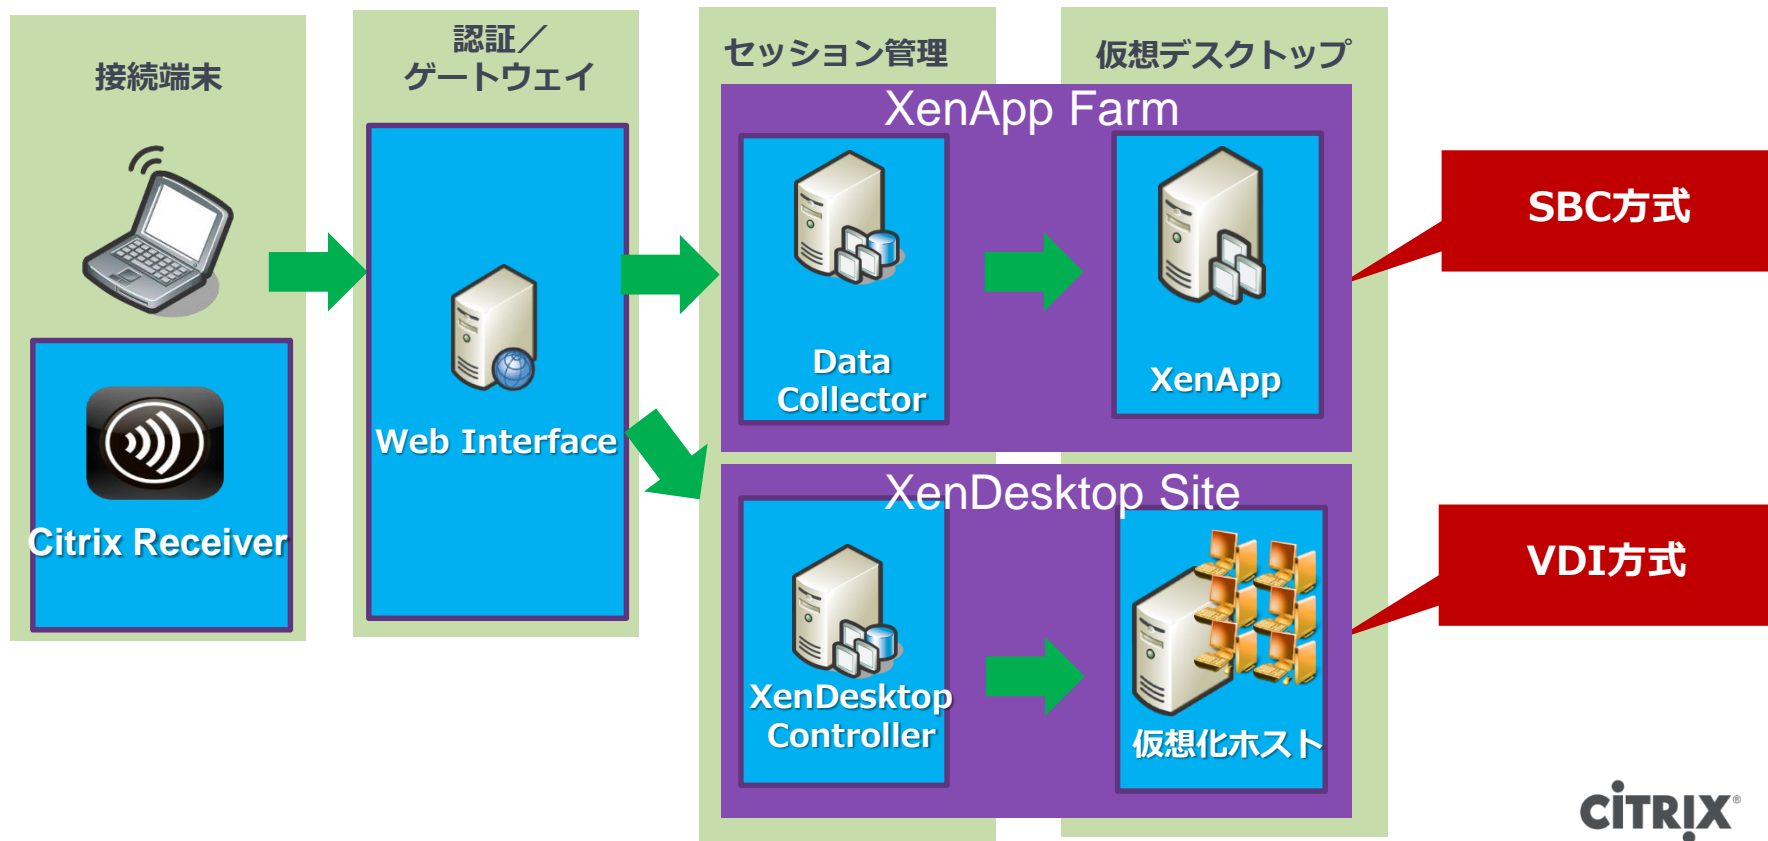 接続端末
認証／
ゲートウェイ
セッション管理
仮想デスクトップ
XenApp Farm
SBC方式
Data
Collector
XenApp
Web Interface
Citrix Receiver
XenDesktop Site
VDI方式
XenDesktop
Controller
仮想化ホスト
CİTRIX®